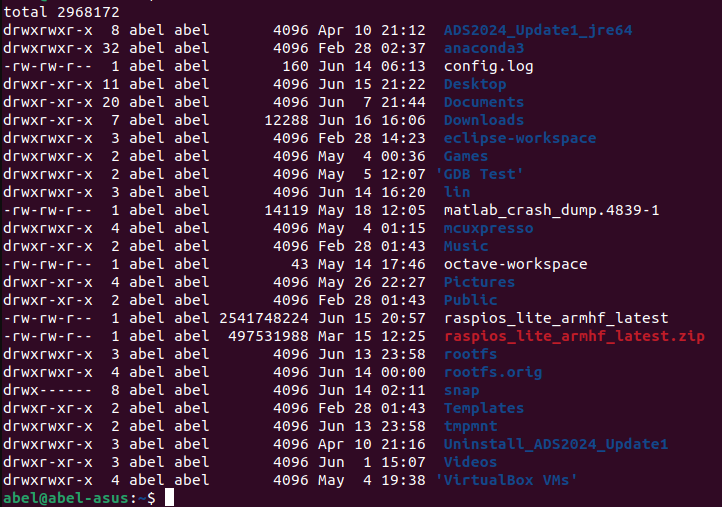 total 2968172
drwxrwxr-x  8 abel abel       4096 Apr 10 21:12  ADS2024_Update1_jre64
drwxrwxr-x 32 abel abel       4096 Feb 28 02:37  anaconda3
-rw-rw-r--  1 abel abel        160 Jun 14 06:13  config.log
drwxr-xr-x 11 abel abel       4096 Jun 15 21:22  Desktop
drwxr-xr-x 20 abel abel       4096 Jun  7 21:44  Documents
drwxr-xr-x  7 abel abel      12288 Jun 16 16:06  Downloads
drwxrwxr-x  3 abel abel       4096 Feb 28 14:23  eclipse-workspace
drwxr-xr-x  2 abel abel       4096 May  4 00:36  Games
drwxrwxr-x  2 abel abel       4096 May  5 12:07 'GDB Test'
drwxrwxr-x  3 abel abel       4096 Jun 14 16:20  lin
-rw-rw-r--  1 abel abel      14119 May 18 12:05  matlab_crash_dump.4839-1
drwxrwxr-x  4 abel abel       4096 May  4 01:15  mcuxpresso
drwxr-xr-x  2 abel abel       4096 Feb 28 01:43  Music
-rw-rw-r--  1 abel abel         43 May 14 17:46  octave-workspace
drwxr-xr-x  4 abel abel       4096 May 26 22:27  Pictures
drwxr-xr-x  2 abel abel       4096 Feb 28 01:43  Public
-rw-rw-r--  1 abel abel 2541748224 Jun 15 20:57  raspios_lite_armhf_latest
-rw-rw-r--  1 abel abel  497531988 Mar 15 12:25  raspios_lite_armhf_latest.zip
drwxrwxr-x  3 abel abel       4096 Jun 13 23:58  rootfs
drwxrwxr-x  4 abel abel       4096 Jun 14 00:00  rootfs.orig
drwx------  8 abel abel       4096 Jun 14 02:11  snap
drwxr-xr-x  2 abel abel       4096 Feb 28 01:43  Templates
drwxrwxr-x  2 abel abel       4096 Jun 13 23:58  tmpmnt
drwxrwxr-x  3 abel abel       4096 Apr 10 21:16  Uninstall_ADS2024_Update1
drwxr-xr-x  3 abel abel       4096 Jun  1 15:07  Videos
drwxrwxr-x  4 abel abel       4096 May  4 19:38 'VirtualBox VMs'
abel@abel-asus:~$